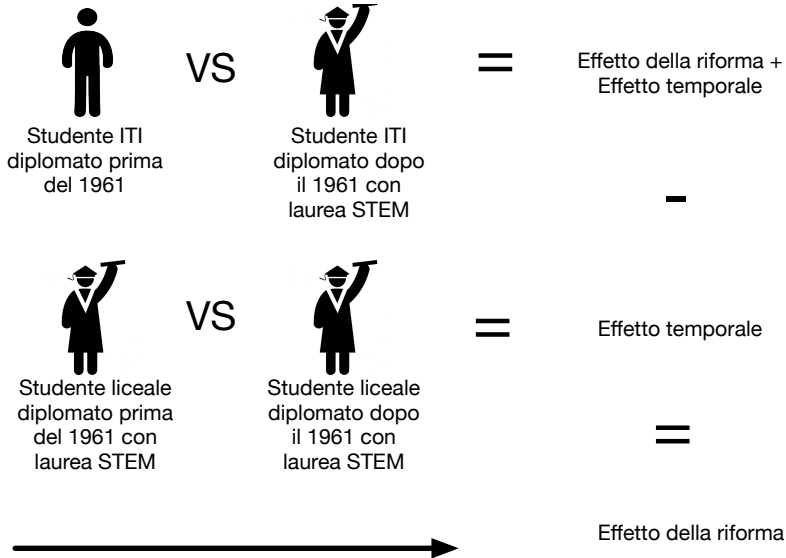 VS
=
Effetto della riforma +
Effetto temporale
Studente ITI
diplomato prima
del 1961
Studente ITI
diplomato dopo
il 1961 con
laurea STEM
-
VS
=
Effetto temporale
Studente liceale
diplomato prima
del 1961 con
laurea STEM
Studente liceale
diplomato dopo
il 1961 con
laurea STEM
=
Effetto della riforma